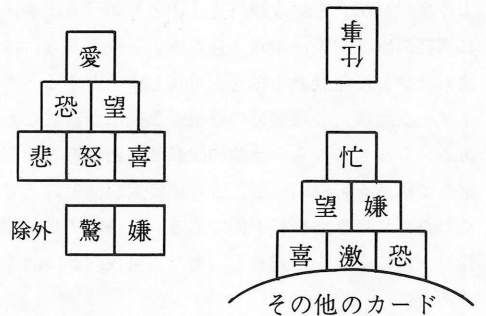 愛
恐 望
悲 怒 喜
除外 驚 嫌
仕事
忙
望 嫌
喜 激 恐
その他のカード